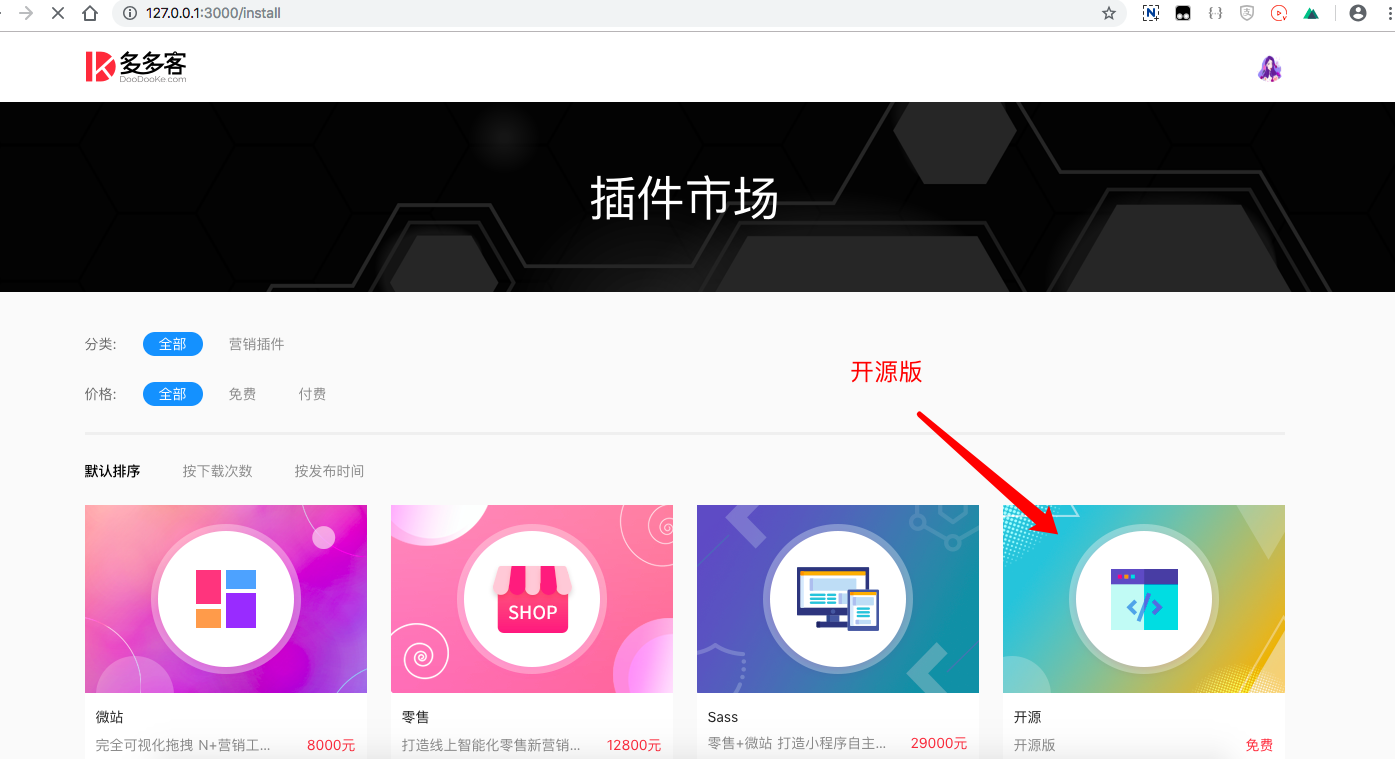 127.0.0.1:3000/install
多多客
DooDooKe.com
插件市场
分类: 全部 营销插件
开源版
价格: 全部 免费 付费
默认排序 按下载次数 按发布时间
SHOP
微站 零售 Sass 开源
完全可视化拖拽 N+营销工... 8000元 打造线上智能化零售新营销... 12800元 零售+微站 打造小程序自主... 29000元 开源版 免费